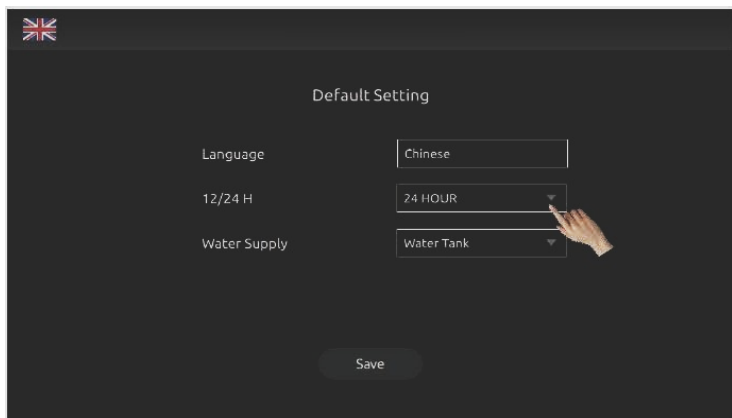 Default Setting
Language Chinese
12/24 H 24 HOUR
Water Supply Water Tank
Save